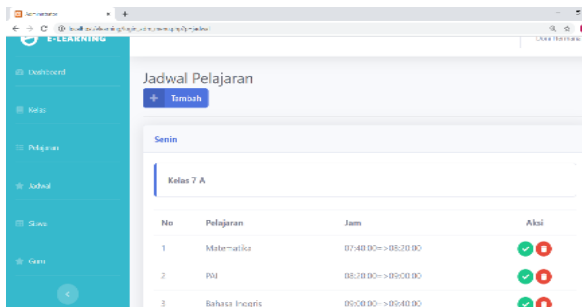 Administrator
E-LEARNING
Dashboard
Kelas
Pelajaran
Jadwal
Siswa
Guru
Jadwal Pelajaran
+ Tambah
Senin
Kelas 7 A
No Pelajaran Jam Aksi
1 Matematika 07:40:00=>08:20:00
2 PAI 08:20:00=>09:00:00
3 Bahasa Inggris 09:00:00=>09:40:00